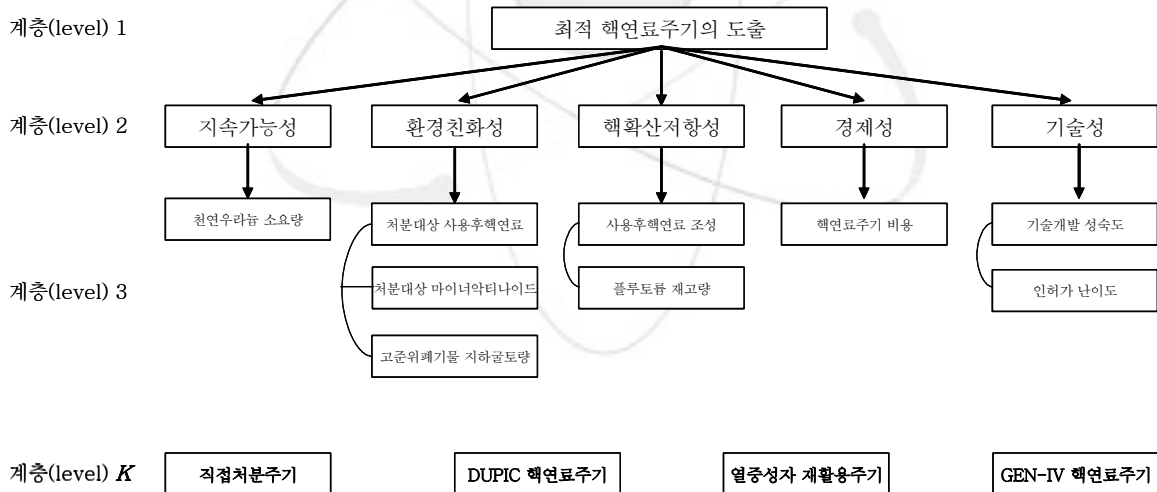 계층(level) 1
최적 핵연료주기의 도출
계층(level) 2
지속가능성
환경친화성
핵확산저항성
경제성
기술성
천연우라늄 소요량
처분대상 사용후핵연료
사용후핵연료 조성
핵연료주기 비용
기술개발 성숙도
계층(level) 3
처분대상 마이너악티나이드
플루토륨 재고량
인허가 난이도
고준위폐기물 지하굴토량
계층(level) K
직접처분주기
DUPIC 핵연료주기
열중성자 재활용주기
GEN-IV 핵연료주기